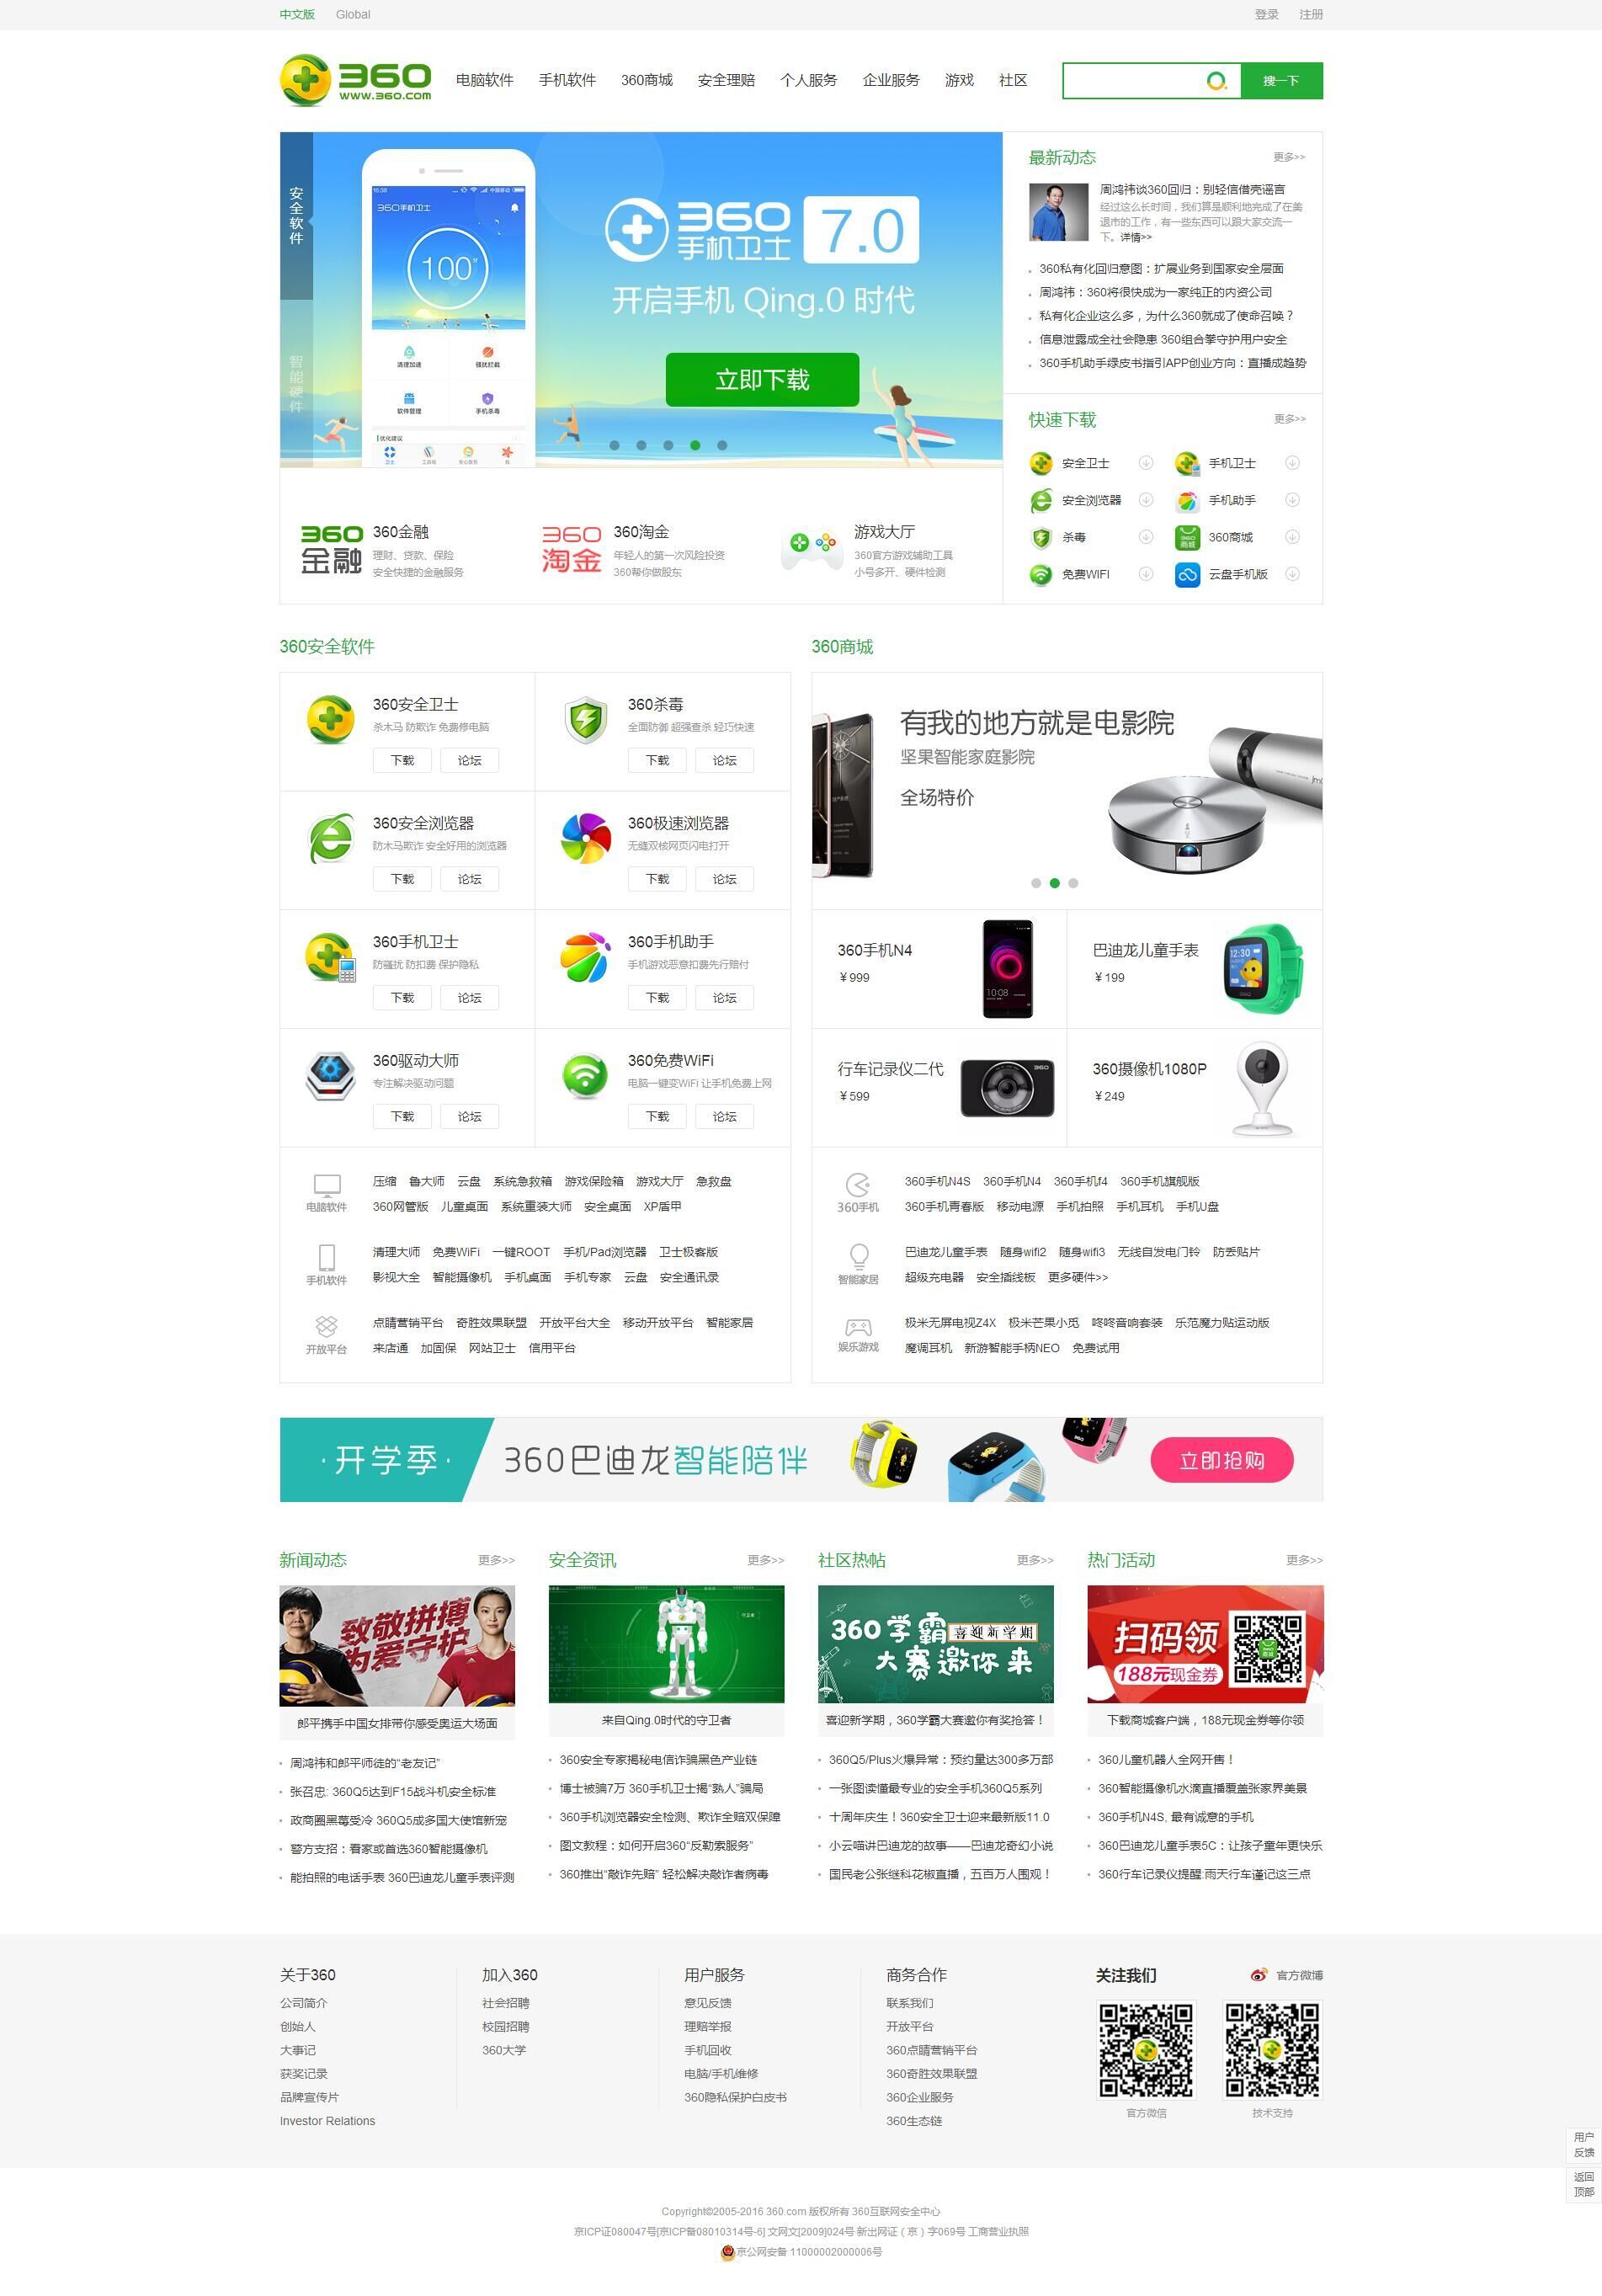 中文版 Global 登录 注册
360 www.360.com 电脑软件 手机软件 360商城 安全理赔 个人服务 企业服务 游戏 社区 搜一下
安全软件
智能硬件
360手机卫士
100
清理加速 骚扰拦截
软件管理 手机杀毒
优化建议
360手机卫士 7.0
开启手机 Qing.0 时代
立即下载
最新动态 更多>>
周鸿祎谈360回归：别轻信借壳谣言
经过这么长时间，我们算是顺利地完成了在美
退市的工作，有一些东西可以跟大家交流一
下。详情>>
360私有化回归意图：扩展业务到国家安全层面
周鸿祎：360将很快成为一家纯正的内资公司
私有化企业这么多，为什么360就成了使命召唤？
信息泄露成全社会隐患 360组合拳守护用户安全
360手机助手绿皮书指引APP创业方向：直播成趋势
快速下载 更多>>
安全卫士 手机卫士
安全浏览器 手机助手
杀毒 360商城
免费WIFI 云盘手机版
360金融
360金融
理财、贷款、保险
安全快捷的金融服务
360淘金
360淘金
年轻人的第一次风险投资
360帮你做股东
游戏大厅
360官方游戏辅助工具
小号多开、硬件检测
360安全软件
360安全卫士
杀木马 防欺诈 免费修电脑
下载 论坛
360杀毒
全面防御 超强查杀 轻巧快速
下载 论坛
360安全浏览器
防木马欺诈 安全好用的浏览器
下载 论坛
360极速浏览器
无缝双核网页闪电打开
下载 论坛
360手机卫士
防骚扰 防扣费 保护隐私
下载 论坛
360手机助手
手机游戏恶意扣费先行赔付
下载 论坛
360驱动大师
专注解决驱动问题
下载 论坛
360免费WiFi
电脑一键变WiFi 让手机免费上网
下载 论坛
电脑软件
压缩 鲁大师 云盘 系统急救箱 游戏保险箱 游戏大厅 急救盘
360网管版 儿童桌面 系统重装大师 安全桌面 XP盾甲
手机软件
清理大师 免费WiFi 一键ROOT 手机/Pad浏览器 卫士极客版
影视大全 智能摄像机 手机桌面 手机专家 云盘 安全通讯录
开放平台
点睛营销平台 奇胜效果联盟 开放平台大全 移动开放平台 智能家居
来店通 加固保 网站卫士 信用平台
360商城
有我的地方就是电影院
坚果智能家庭影院
全场特价
360手机N4
￥999
10:08
巴迪龙儿童手表
￥199
12:30
行车记录仪二代
￥599
360
360摄像机1080P
￥249
360手机
360手机N4S 360手机N4 360手机f4 360手机旗舰版
360手机青春版 移动电源 手机拍照 手机耳机 手机U盘
智能家居
巴迪龙儿童手表 随身wifi2 随身wifi3 无线自发电门铃 防丢贴片
超级充电器 安全插线板 更多硬件>>
娱乐游戏
极米无屏电视Z4X 极米芒果小觅 咚咚音响套装 乐范魔力贴运动版
魔调耳机 新游智能手柄NEO 免费试用
·开学季· 360巴迪龙智能陪伴 立即抢购
新闻动态 更多>>
致敬拼搏
为爱守护
郎平携手中国女排带你感受奥运大场面
周鸿祎和郎平师徒的“老友记”
张召忠: 360Q5达到F15战斗机安全标准
政商圈黑莓受冷 360Q5成多国大使馆新宠
警方支招：看家或首选360智能摄像机
能拍照的电话手表 360巴迪龙儿童手表评测
安全资讯 更多>>
来自Qing.0时代的守卫者
360安全专家揭秘电信诈骗黑色产业链
博士被骗7万 360手机卫士揭“熟人”骗局
360手机浏览器安全检测、欺诈全赔双保障
图文教程：如何开启360“反勒索服务”
360推出“敲诈先赔” 轻松解决敲诈者病毒
社区热帖 更多>>
360学霸 喜迎新学期
大赛邀你来
喜迎新学期，360学霸大赛邀你有奖抢答！
360Q5/Plus火爆异常：预约量达300多万部
一张图读懂最专业的安全手机360Q5系列
十周年庆生！360安全卫士迎来最新版11.0
小云喵讲巴迪龙的故事——巴迪龙奇幻小说
国民老公张继科花椒直播，五百万人围观！
热门活动 更多>>
扫码领
188元现金券
下载商城客户端，188元现金券等你领
360儿童机器人全网开售！
360智能摄像机水滴直播覆盖张家界美景
360手机N4S, 最有诚意的手机
360巴迪龙儿童手表5C：让孩子童年更快乐
360行车记录仪提醒:雨天行车谨记这三点
关于360
公司简介
创始人
大事记
获奖记录
品牌宣传片
Investor Relations
加入360
社会招聘
校园招聘
360大学
用户服务
意见反馈
理赔举报
手机回收
电脑/手机维修
360隐私保护白皮书
商务合作
联系我们
开放平台
360点睛营销平台
360奇胜效果联盟
360企业服务
360生态链
关注我们 官方微博
官方微信 技术支持
用户
反馈
返回
顶部
Copyright©2005-2016 360.com 版权所有 360互联网安全中心
京ICP证080047号[京ICP备08010314号-6] 文网文[2009]024号 新出网证（京）字069号 工商营业执照
京公网安备 11000002000006号